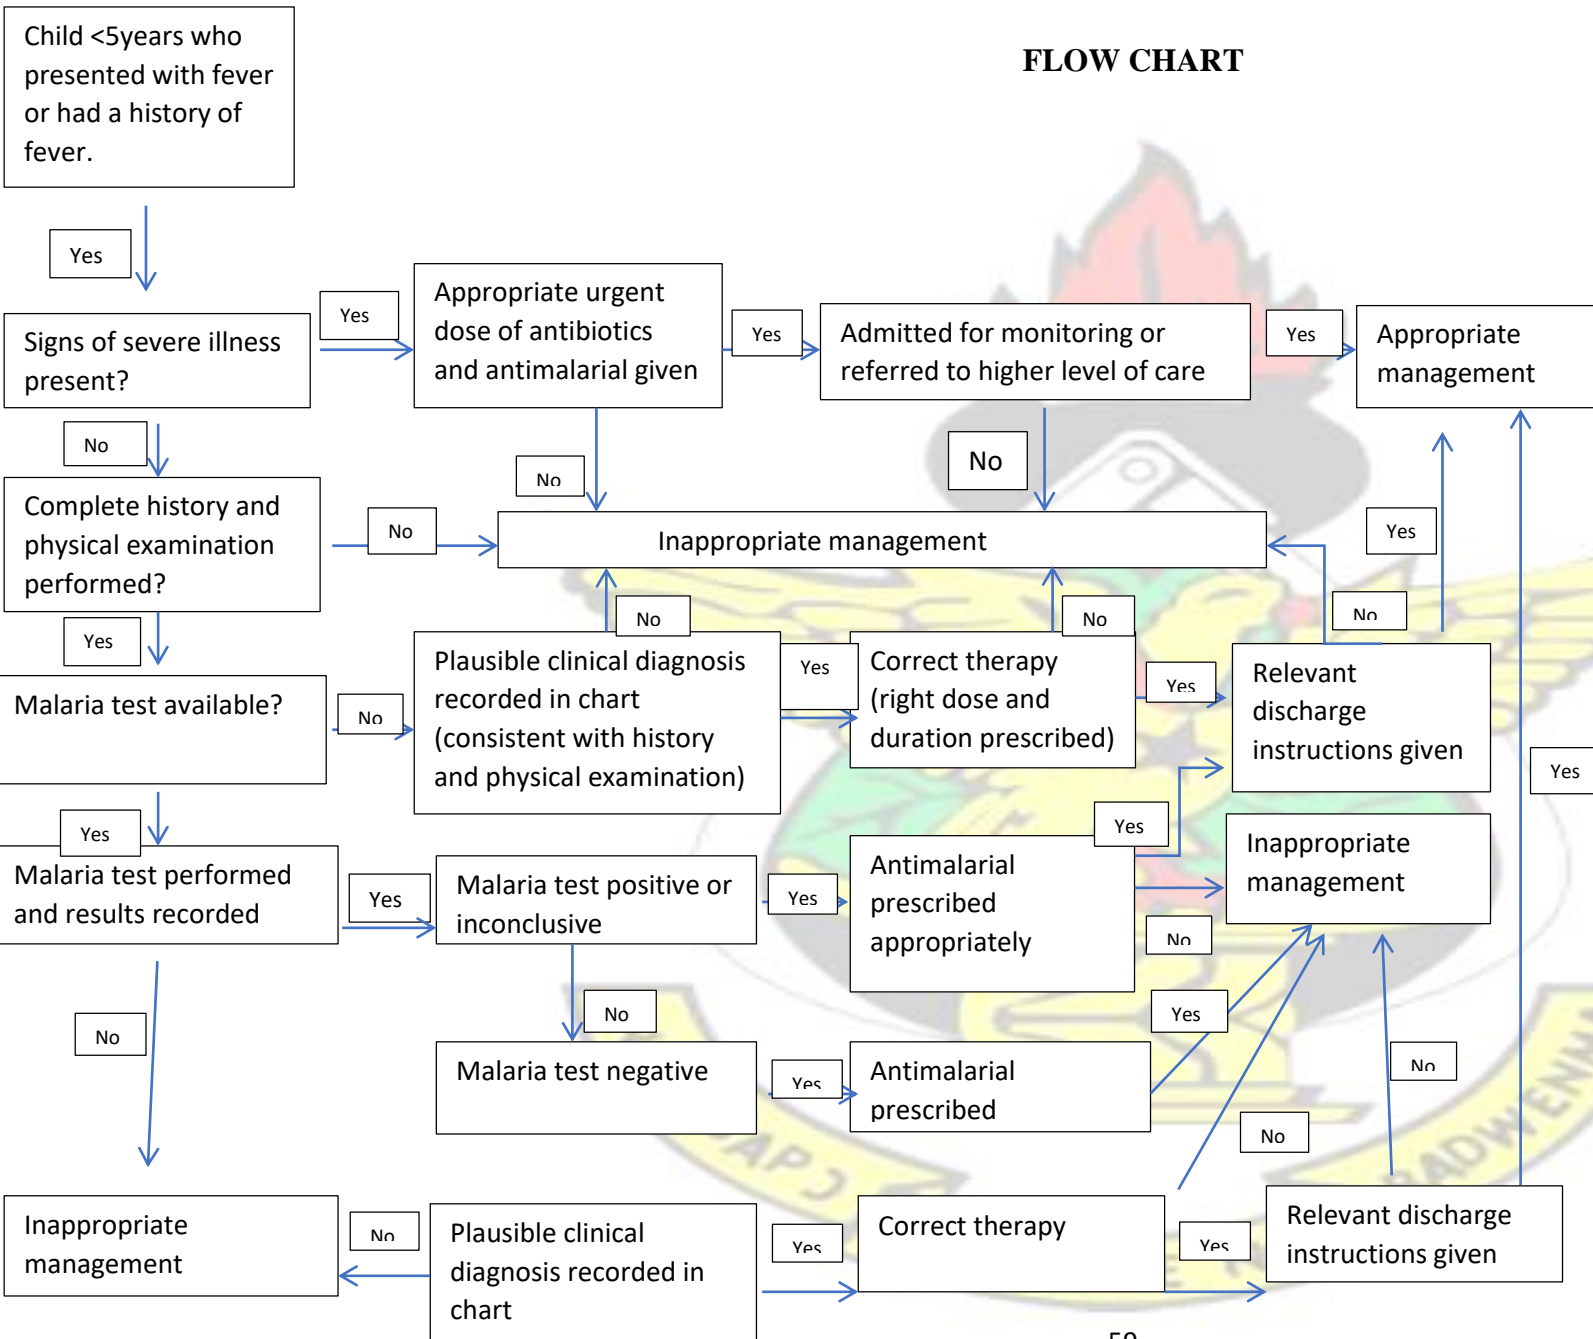 FLOW CHART
Child <5years who
presented with fever
or had a history of
fever.
Yes
Signs of severe illness
present?
Yes
Appropriate urgent
dose of antibiotics
and antimalarial given
Yes
Admitted for monitoring or
referred to higher level of care
Yes
Appropriate
management
No
No
No
Complete history and
physical examination
performed?
No
Inappropriate management
Yes
Yes
No
No
No
Malaria test available?
No
Plausible clinical diagnosis
recorded in chart
(consistent with history
and physical examination)
Yes
Correct therapy
(right dose and
duration prescribed)
Yes
Relevant
discharge
instructions given
Yes
Yes
Yes
Malaria test performed
and results recorded
Yes
Malaria test positive or
inconclusive
Yes
Antimalarial
prescribed
appropriately
No
Inappropriate
management
No
No
Malaria test negative
Yes
Antimalarial
prescribed
Yes
No
No
Inappropriate
management
No
Plausible clinical
diagnosis recorded in
chart
Yes
Correct therapy
Yes
Relevant discharge
instructions given
BADWENMA